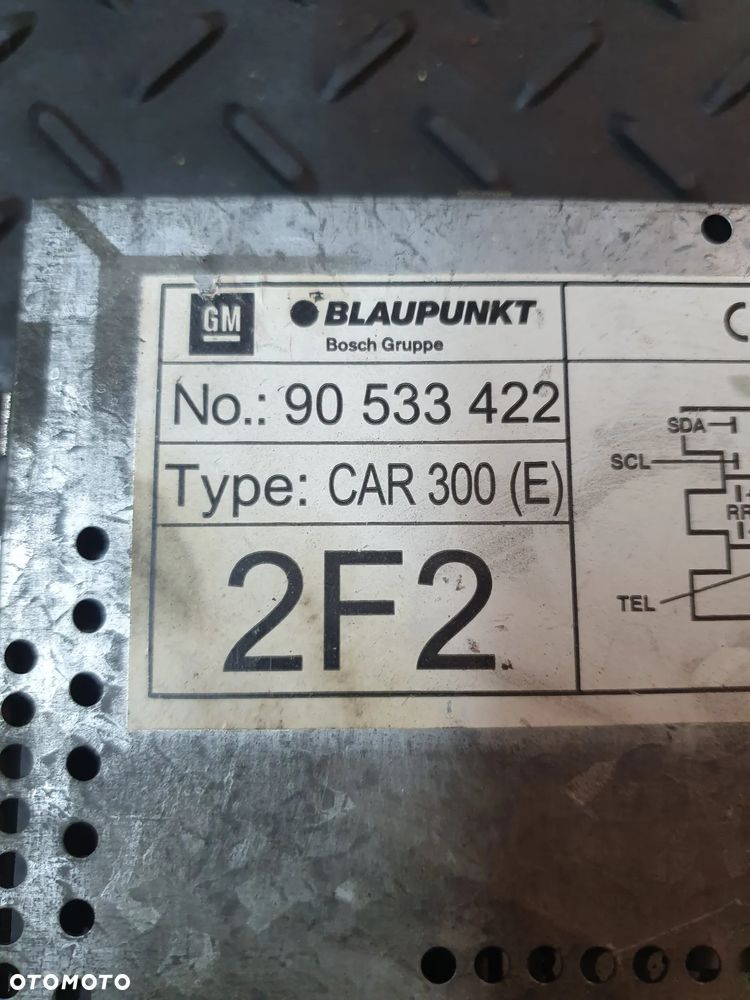 GM
BLAUPUNKT
Bosch Gruppe
No.: 90 533 422
Type: CAR 300 (E)
2F2
SDA
SCL
TEL
OTOMOTO